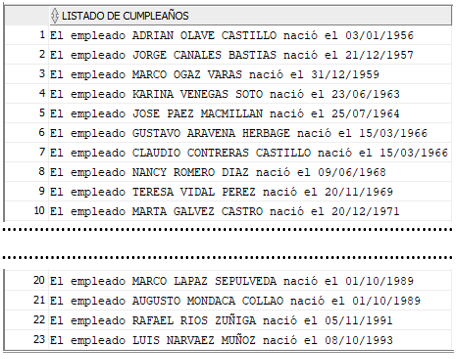 LISTADO DE CUMPLEAÑOS
1 El empleado ADRIAN OLAVE CASTILLO nació el 03/01/1956
2 El empleado JORGE CANALES BASTIAS nació el 21/12/1957
3 El empleado MARCO OGAZ VARAS nació el 31/12/1959
4 El empleado KARINA VENEGAS SOTO nació el 23/06/1963
5 El empleado JOSE PAEZ MACMILLAN nació el 25/07/1964
6 El empleado GUSTAVO ARAVENA HERBAGE nació el 15/03/1966
7 El empleado CLAUDIO CONTRERAS CASTILLO nació el 15/03/1966
8 El empleado NANCY ROMERO DIAZ nació el 09/06/1968
9 El empleado TERESA VIDAL PEREZ nació el 20/11/1969
10 El empleado MARTA GALVEZ CASTRO nació el 20/12/1971
20 El empleado MARCO LAPAZ SEPULVEDA nació el 01/10/1989
21 El empleado AUGUSTO MONDACA COLLAO nació el 01/10/1989
22 El empleado RAFAEL RIOS ZUÑIGA nació el 05/11/1991
23 El empleado LUIS NARVAEZ MUÑOZ nació el 08/10/1993